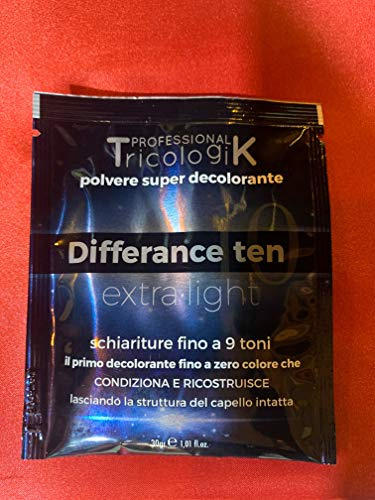 PROFESSIONAL
TricologiK
polvere super decolorante
Differance ten
extra light
schiariture fino a 9 toni
il primo decolorante fino a zero colore che
CONDIZIONA E RICOSTRUISCE
lasciando la struttura del capello intatta
30gr. e 1,01 fl.oz.